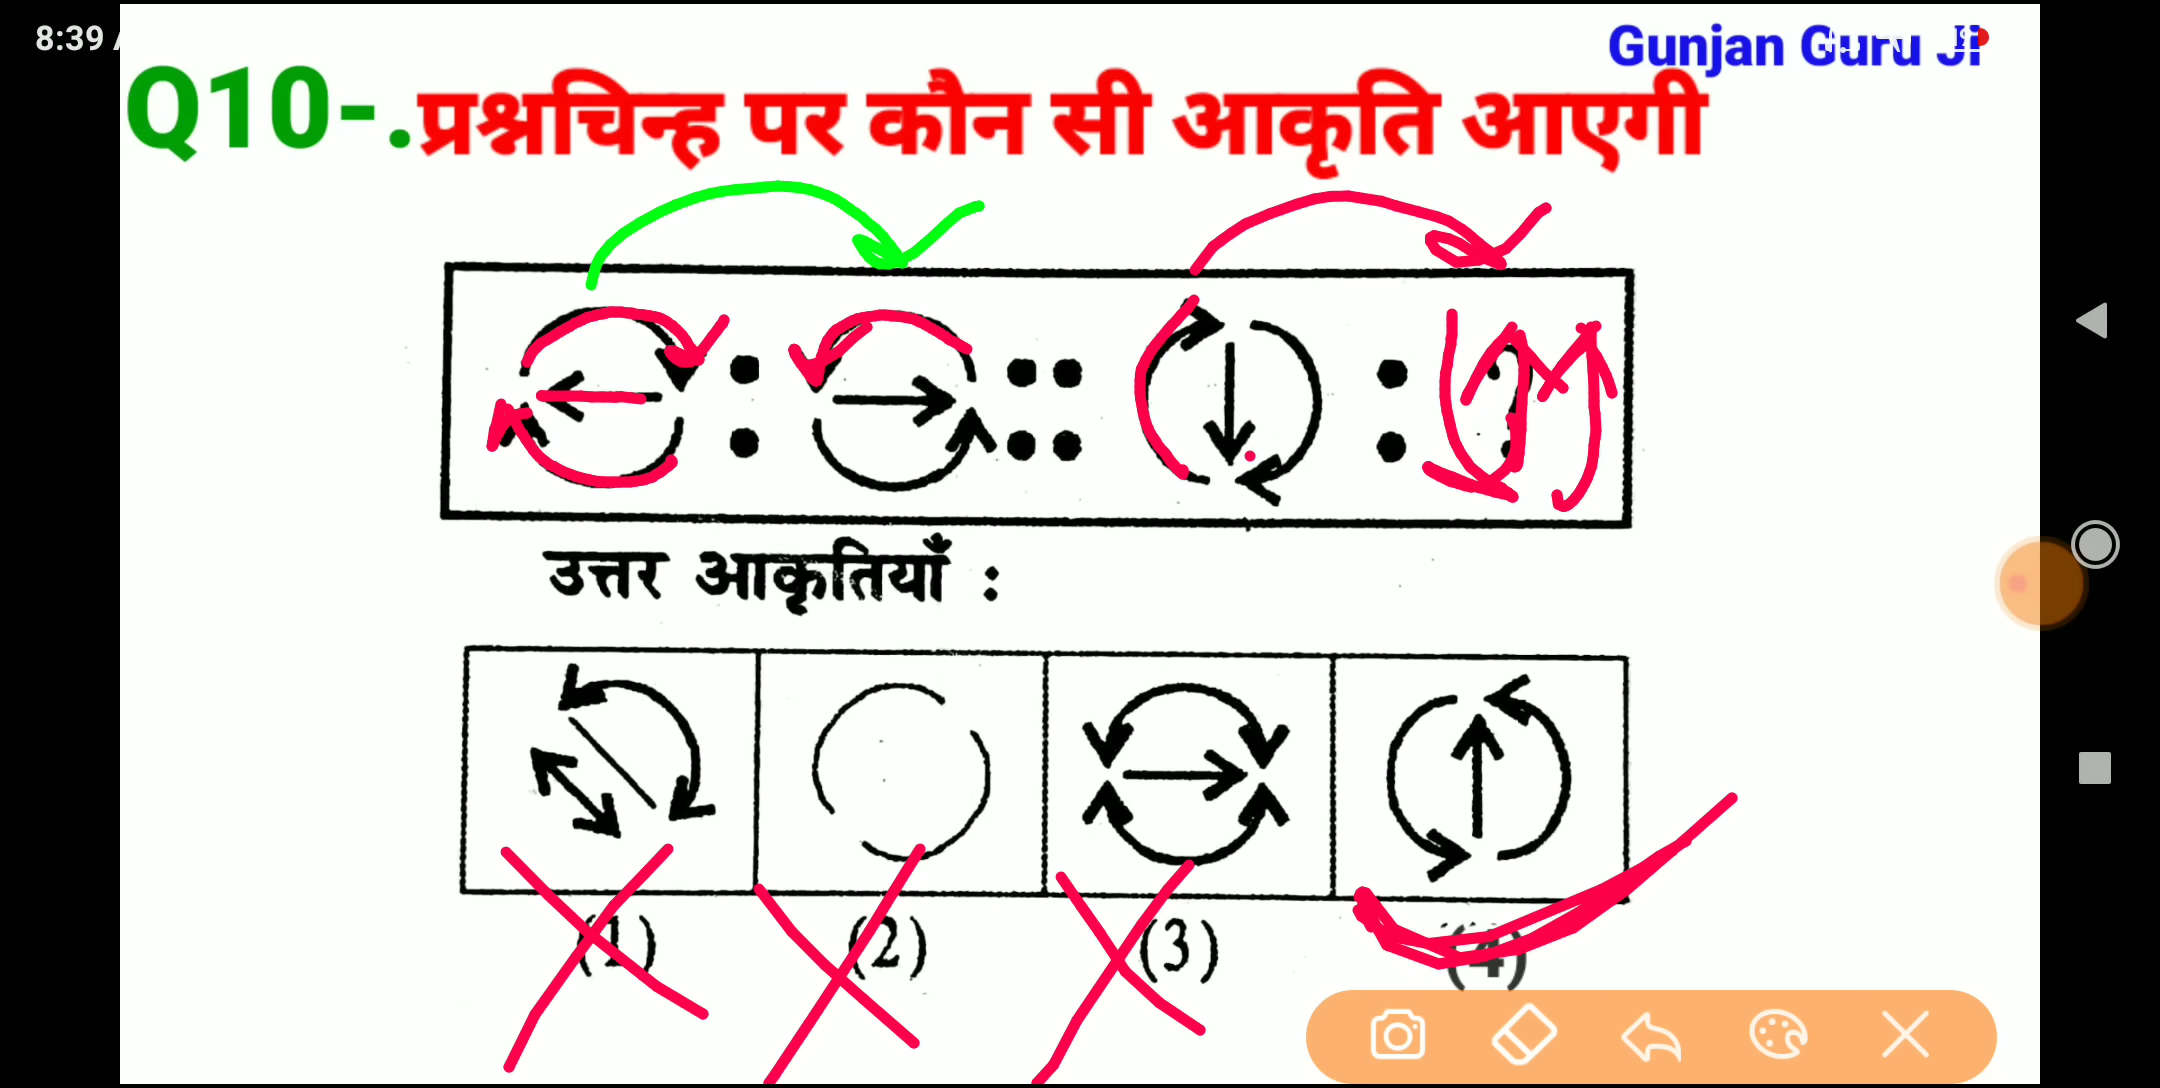 8:39
Gunjan Guru Ji
Q10-.प्रश्नचिन्ह पर कौन सी आकृति आएगी
उत्तर आकृतियाँ :
(1) (2) (3) (4)